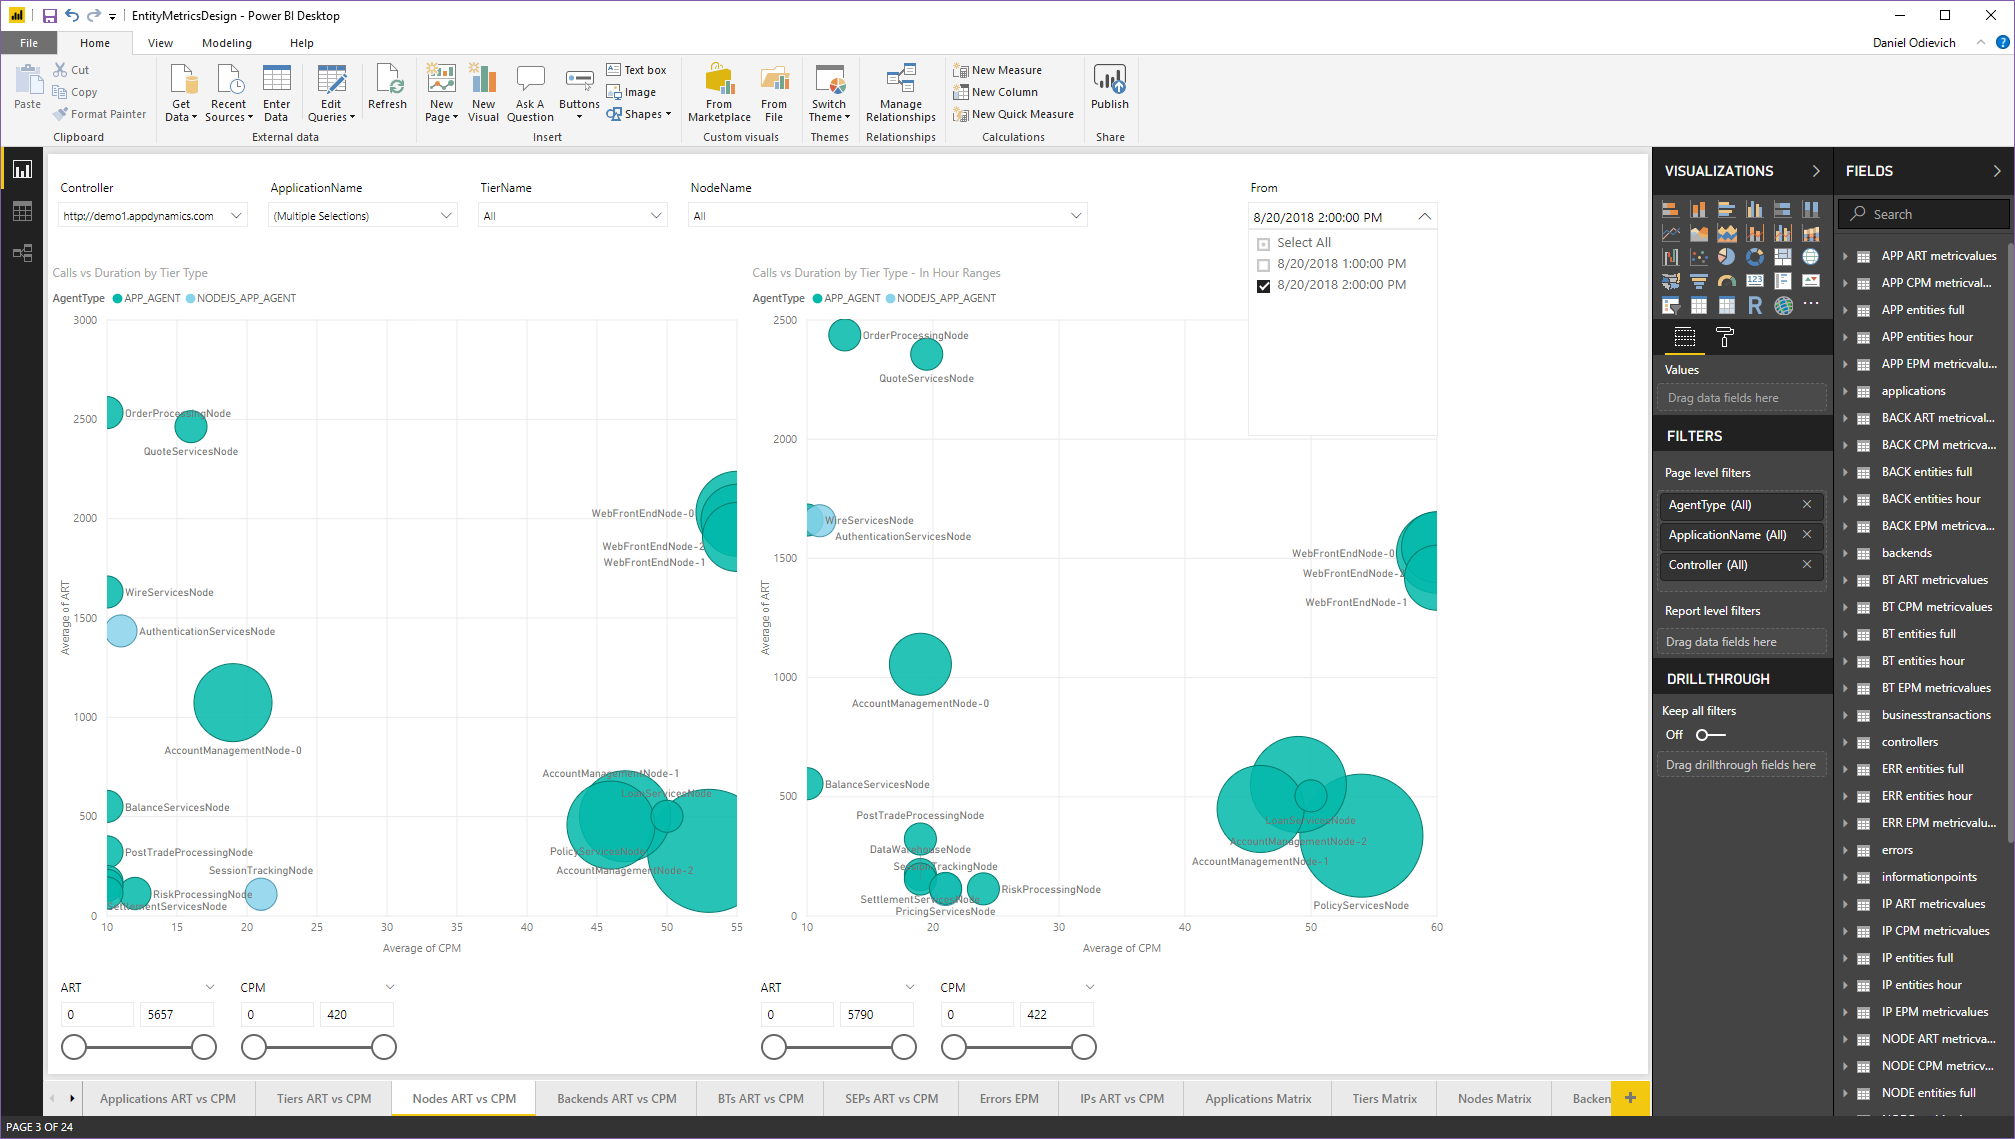 EntityMetricsDesign - Power BI Desktop
File
Home
View
Modeling
Help
Daniel Odievich
?
Paste
Cut
Copy
Format Painter
Clipboard
Get Data
Recent Sources
Enter Data
Edit Queries
Refresh
External data
New Page
New Visual
Ask A Question
Buttons
Text box
Image
Shapes
Insert
From Marketplace
From File
Custom visuals
Switch Theme
Themes
Manage Relationships
Relationships
New Measure
New Column
New Quick Measure
Calculations
Publish
Share
Controller
http://demo1.appdynamics.com
ApplicationName
(Multiple Selections)
TierName
All
NodeName
All
From
8/20/2018 2:00:00 PM
Select All
8/20/2018 1:00:00 PM
8/20/2018 2:00:00 PM
Calls vs Duration by Tier Type
AgentType APP_AGENT NODEJS_APP_AGENT
3000
2500
2000
1500
1000
500
0
Average of ART
OrderProcessingNode
QuoteServicesNode
WebFrontEndNode-0
WebFrontEndNode-2
WebFrontEndNode-1
WireServicesNode
AuthenticationServicesNode
AccountManagementNode-0
AccountManagementNode-1
LoanServicesNode
BalanceServicesNode
PolicyServicesNode
PostTradeProcessingNode
AccountManagementNode-2
SessionTrackingNode
RiskProcessingNode
SettlementServicesNode
10 15 20 25 30 35 40 45 50 55
Average of CPM
Calls vs Duration by Tier Type - In Hour Ranges
AgentType APP_AGENT NODEJS_APP_AGENT
2500
2000
1500
1000
500
0
Average of ART
OrderProcessingNode
QuoteServicesNode
WireServicesNode
AuthenticationServicesNode
WebFrontEndNode-0
WebFrontEndNode-2
WebFrontEndNode-1
AccountManagementNode-0
BalanceServicesNode
PostTradeProcessingNode
LoanServicesNode
AccountManagementNode-2
DataWarehouseNode
AccountManagementNode-1
SessionTrackingNode
RiskProcessingNode
SettlementServicesNode
PolicyServicesNode
PricingServicesNode
10 20 30 40 50 60
Average of CPM
ART
0 5657
CPM
0 420
ART
0 5790
CPM
0 422
Applications ART vs CPM
Tiers ART vs CPM
Nodes ART vs CPM
Backends ART vs CPM
BTs ART vs CPM
SEPs ART vs CPM
Errors EPM
IPs ART vs CPM
Applications Matrix
Tiers Matrix
Nodes Matrix
Backen
+
PAGE 3 OF 24
VISUALIZATIONS
123
R
...
Values
Drag data fields here
FILTERS
Page level filters
AgentType (All)
ApplicationName (All)
Controller (All)
Report level filters
Drag data fields here
DRILLTHROUGH
Keep all filters
Off
Drag drillthrough fields here
FIELDS
Search
APP ART metricvalues
APP CPM metricval...
APP entities full
APP entities hour
APP EPM metricvalu...
applications
BACK ART metricval...
BACK CPM metricva...
BACK entities full
BACK entities hour
BACK EPM metricva...
backends
BT ART metricvalues
BT CPM metricvalues
BT entities full
BT entities hour
BT EPM metricvalues
businesstransactions
controllers
ERR entities full
ERR entities hour
ERR EPM metricvalu...
errors
informationpoints
IP ART metricvalues
IP CPM metricvalues
IP entities full
IP entities hour
IP EPM metricvalues
NODE ART metricva...
NODE CPM metricv...
NODE entities full